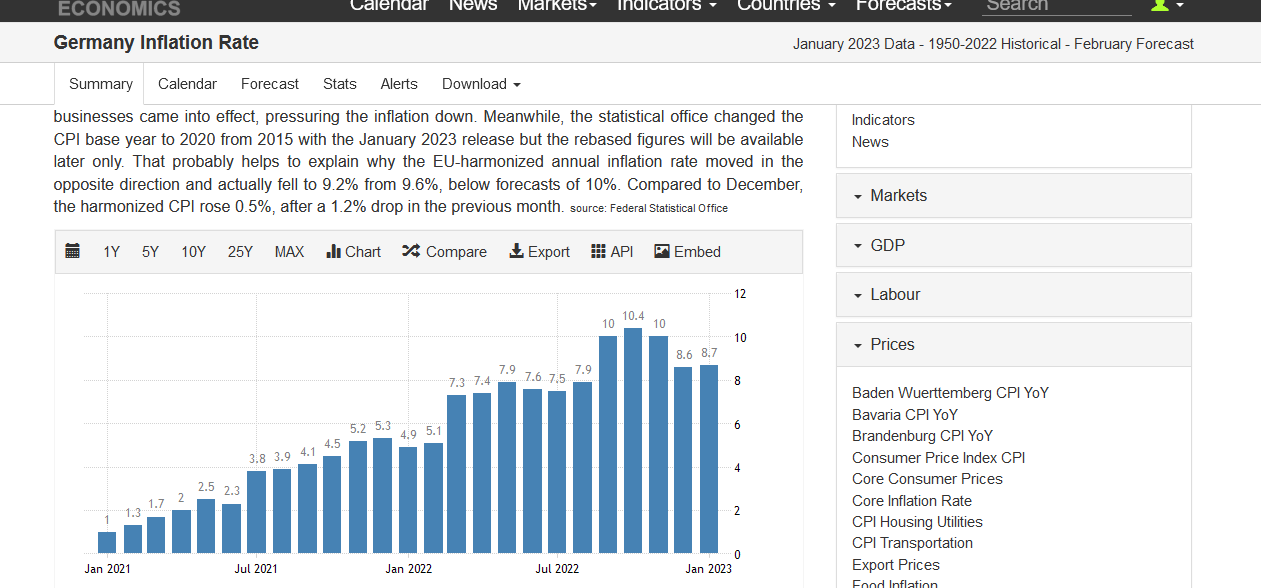 ECONOMICS
Calendar News Markets Indicators Countries Forecasts Search
Germany Inflation Rate
January 2023 Data - 1950-2022 Historical - February Forecast
Summary Calendar Forecast Stats Alerts Download
businesses came into effect, pressuring the inflation down. Meanwhile, the statistical office changed the
CPI base year to 2020 from 2015 with the January 2023 release but the rebased figures will be available
later only. That probably helps to explain why the EU-harmonized annual inflation rate moved in the
opposite direction and actually fell to 9.2% from 9.6%, below forecasts of 10%. Compared to December,
the harmonized CPI rose 0.5%, after a 1.2% drop in the previous month. source: Federal Statistical Office
1Y 5Y 10Y 25Y MAX Chart Compare Export API Embed
1 1.3 1.7 2 2.5 2.3 3.8 3.9 4.1 4.5 5.2 5.3 4.9 5.1 7.3 7.4 7.9 7.6 7.5 7.9 10 10.4 10 8.6 8.7
12
10
8
6
4
2
0
Jan 2021 Jul 2021 Jan 2022 Jul 2022 Jan 2023
Indicators
News
Markets
GDP
Labour
Prices
Baden Wuerttemberg CPI YoY
Bavaria CPI YoY
Brandenburg CPI YoY
Consumer Price Index CPI
Core Consumer Prices
Core Inflation Rate
CPI Housing Utilities
CPI Transportation
Export Prices
Food Inflation